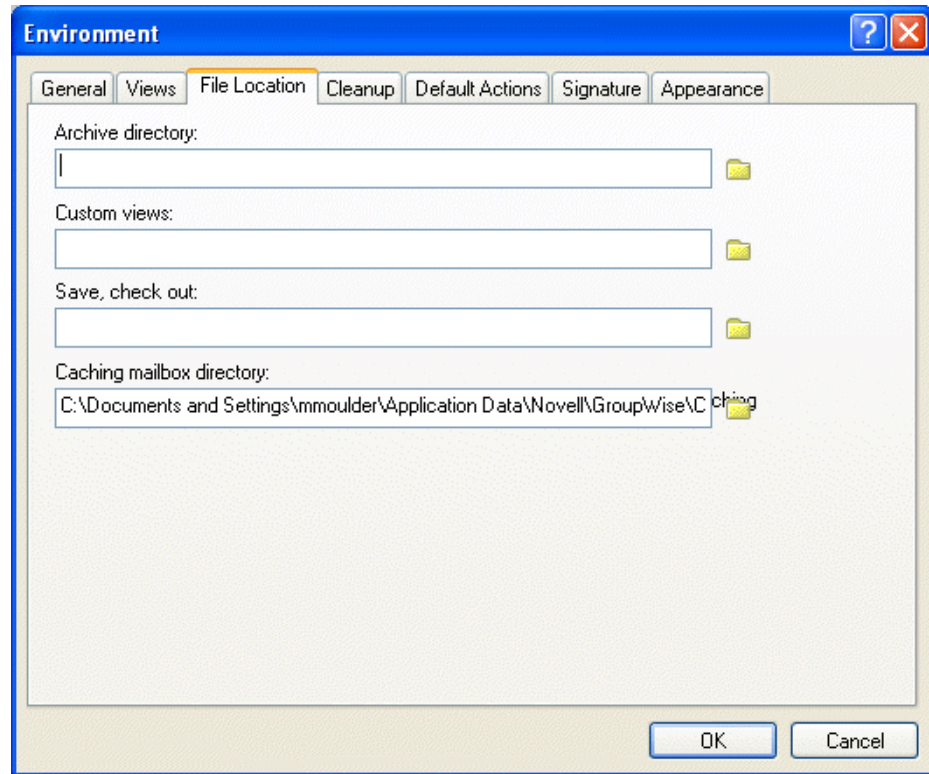 Environment
General Views File Location Cleanup Default Actions Signature Appearance
Archive directory:
Custom views:
Save, check out:
Caching mailbox directory:
C:\Documents and Settings\mmoulder\Application Data\Novell\GroupWise\C ching
OK Cancel